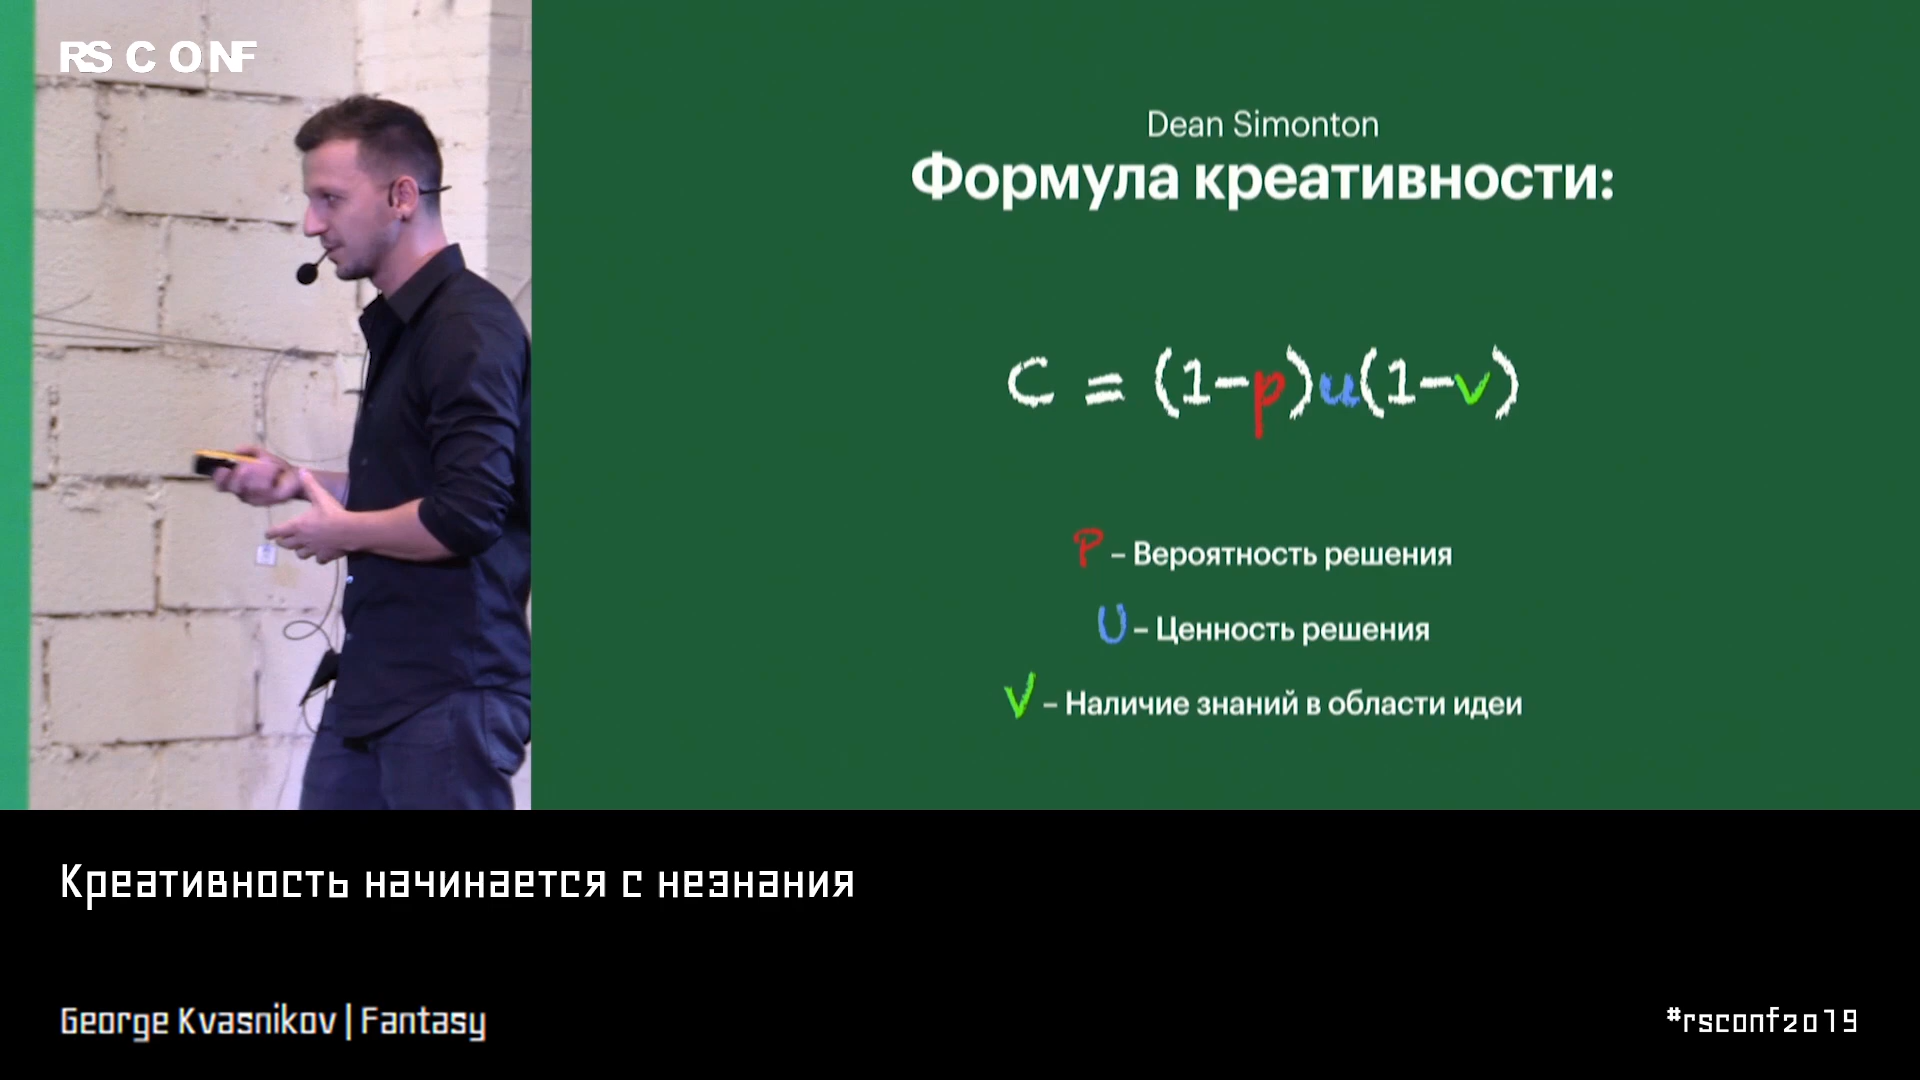 RS CONF
Dean Simonton
Формула креативности:
C = (1-p)u(1-v)
P – Вероятность решения
U – Ценность решения
V – Наличие знаний в области идеи
Креативность начинается с незнания
George Kvasnikov | Fantasy
#rsconf2019